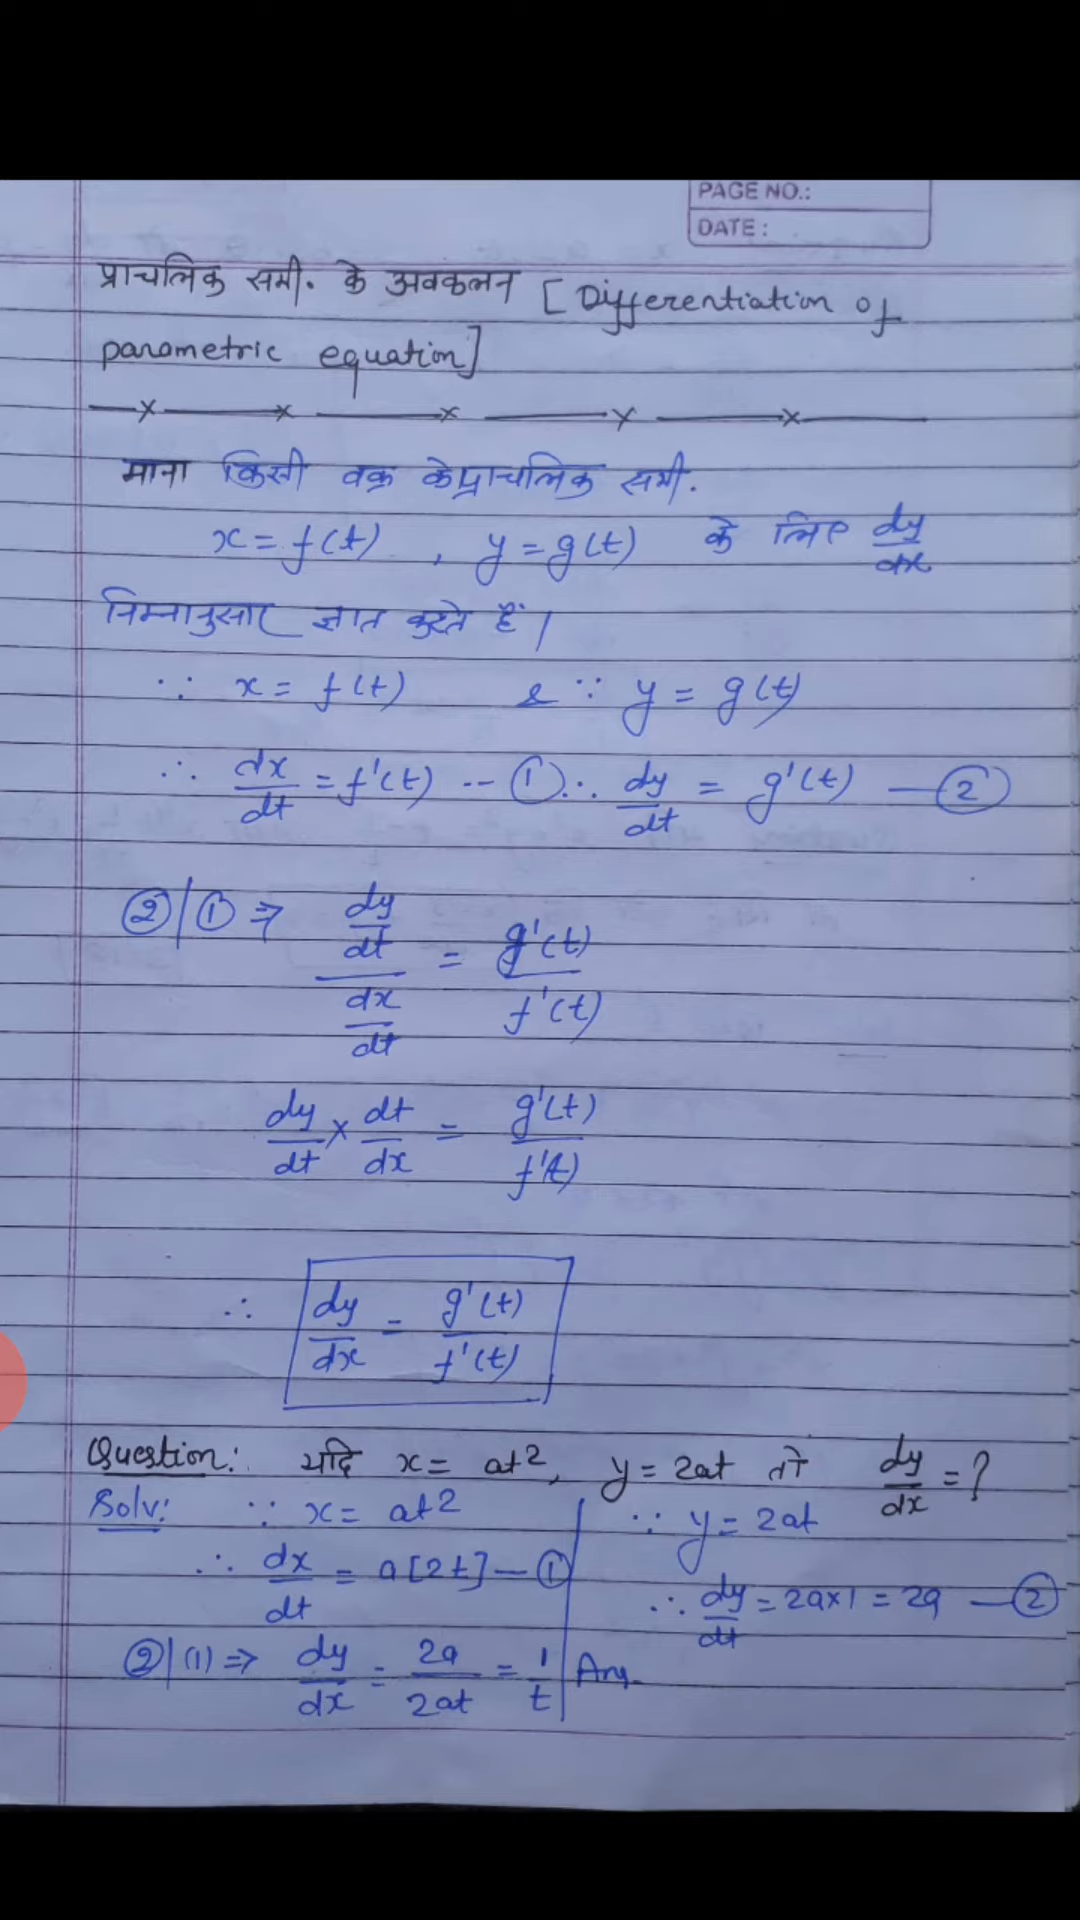 PAGE NO.:
DATE :
प्राचलिक समी. के अवकलन [Differentiation of
parametric equation]
माना किसी वक्र के प्राचलिक समी.
x = f(t) , y = g(t) के लिए dy/dx
निम्नानुसार ज्ञात करते हैं।
∵ x = f(t) & ∵ y = g(t)
∴ dx/dt = f'(t) -- ① ∴ dy/dt = g'(t) — ②
②/① ⇒ (dy/dt)/(dx/dt) = g'(t)/f'(t)
dy/dt × dt/dx = g'(t)/f'(t)
∴ dy/dx = g'(t)/f'(t)
Question: यदि x = at², y = 2at तो dy/dx = ?
Solv: ∵ x = at² ∵ y = 2at
∴ dx/dt = a[2t] — ① ∴ dy/dt = 2a×1 = 2a — ②
②/(1) ⇒ dy/dx = 2a/2at = 1/t Ans.